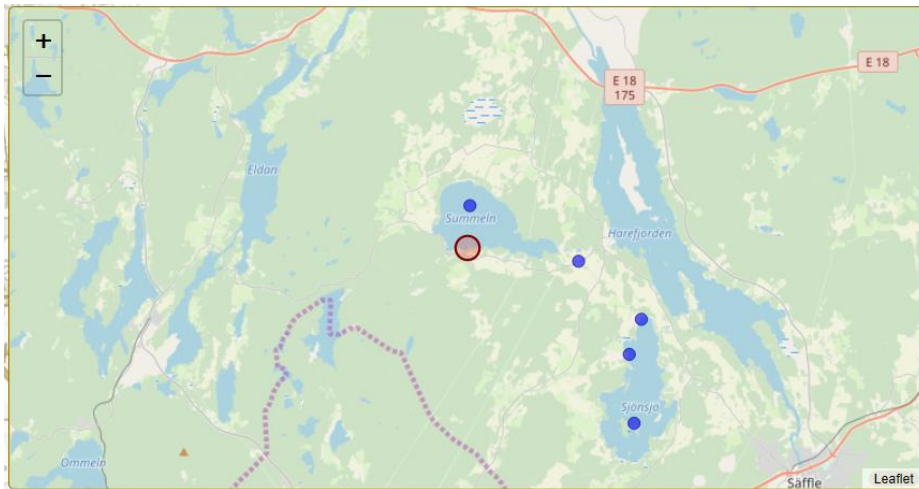 +
−
E 18
E 18
175
Eldan
Summeln
Harefjorden
Sjönsjö
Ommeln
Säffle
Leaflet